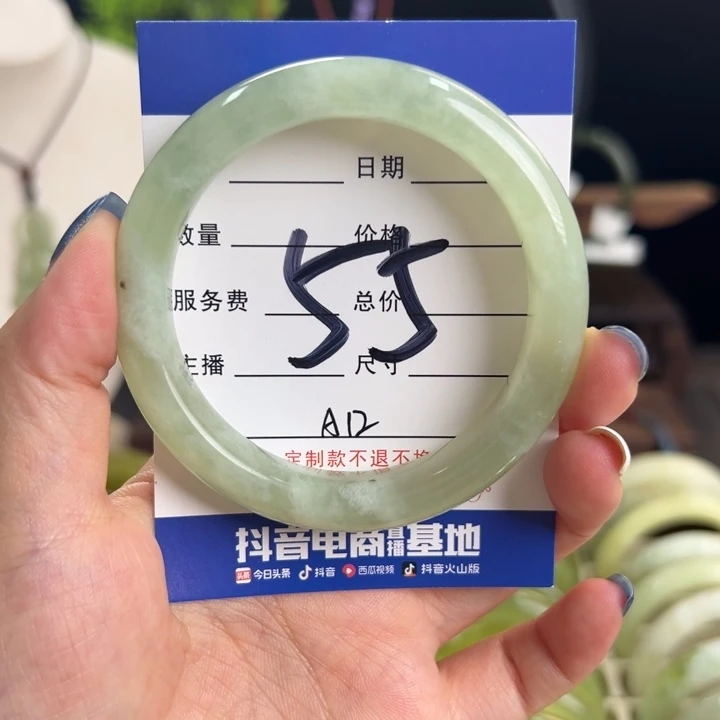 日期
数量 价格
55
服务费 总价
主播 尺寸
A12
定制款不退不换
抖音电商直播基地
头条 今日头条 抖音 西瓜视频 抖音火山版